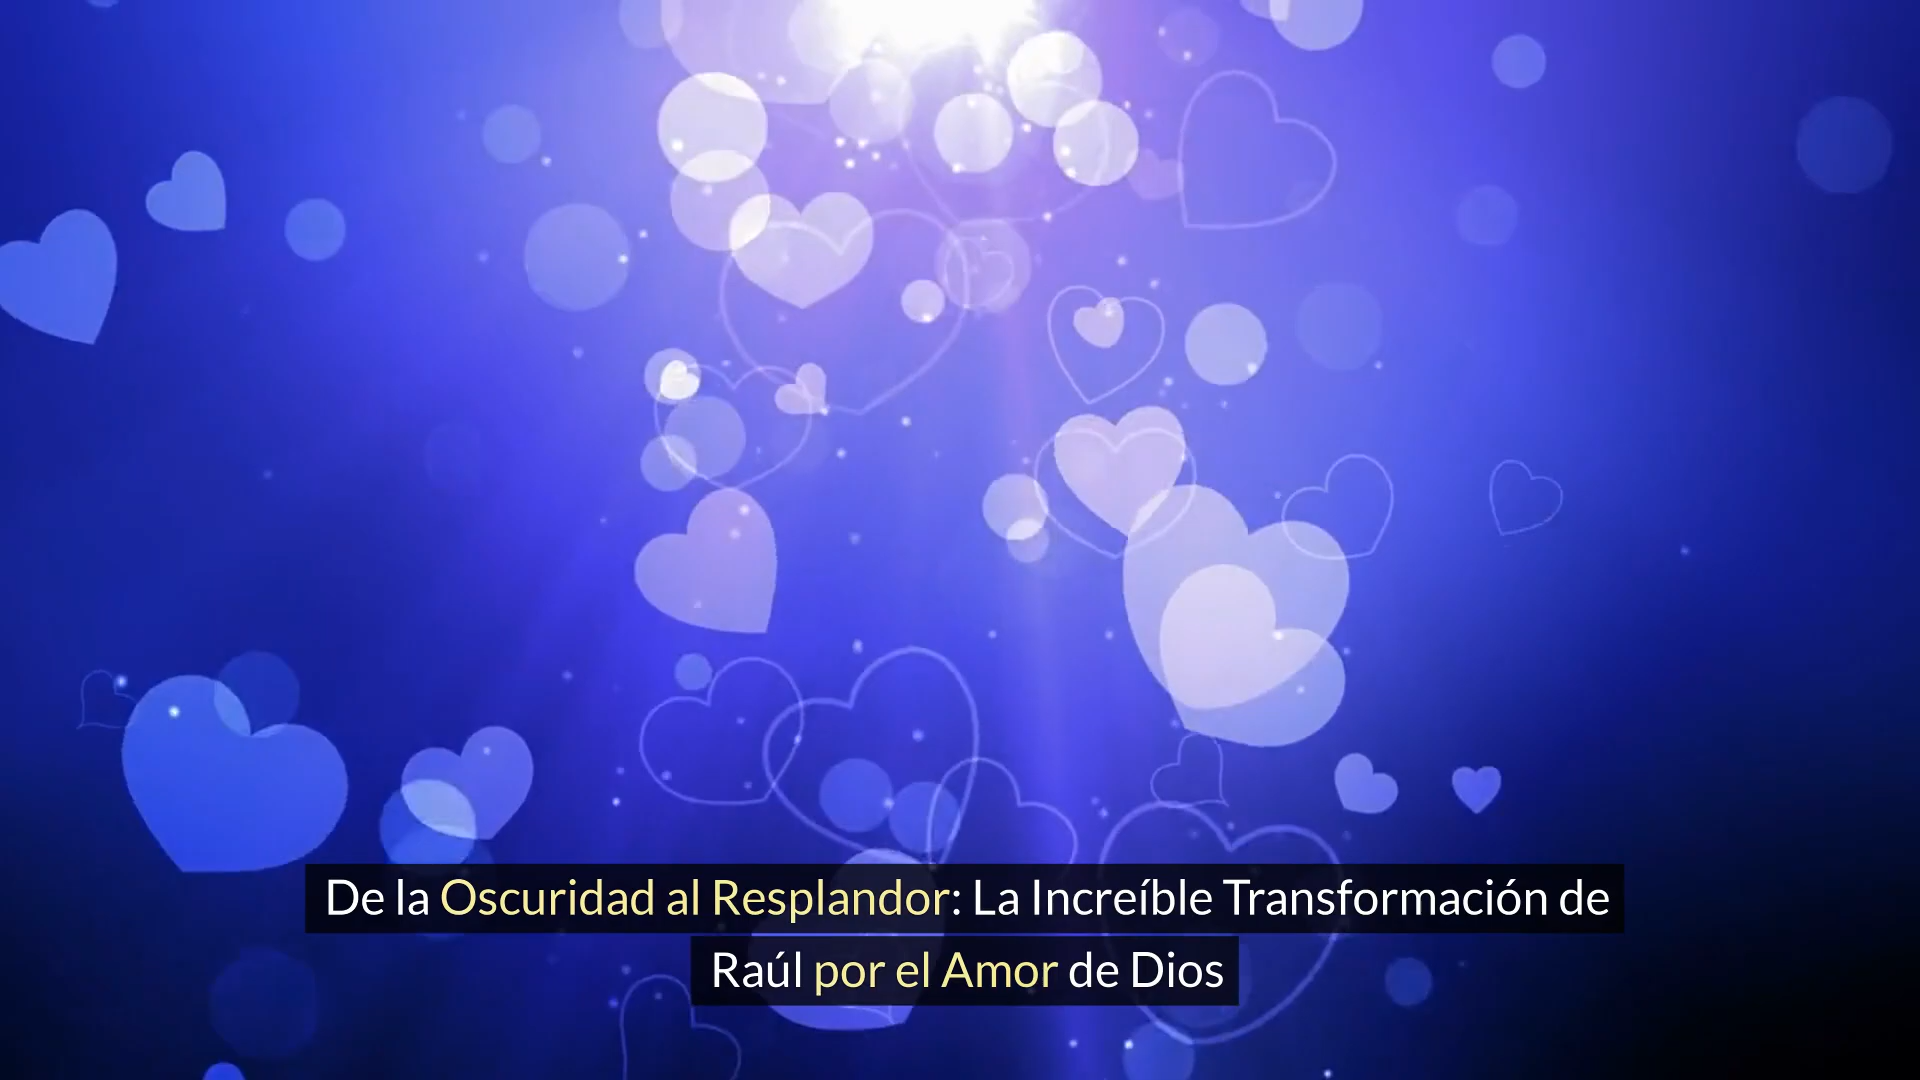 De la Oscuridad al Resplandor: La Increíble Transformación de
Raúl por el Amor de Dios